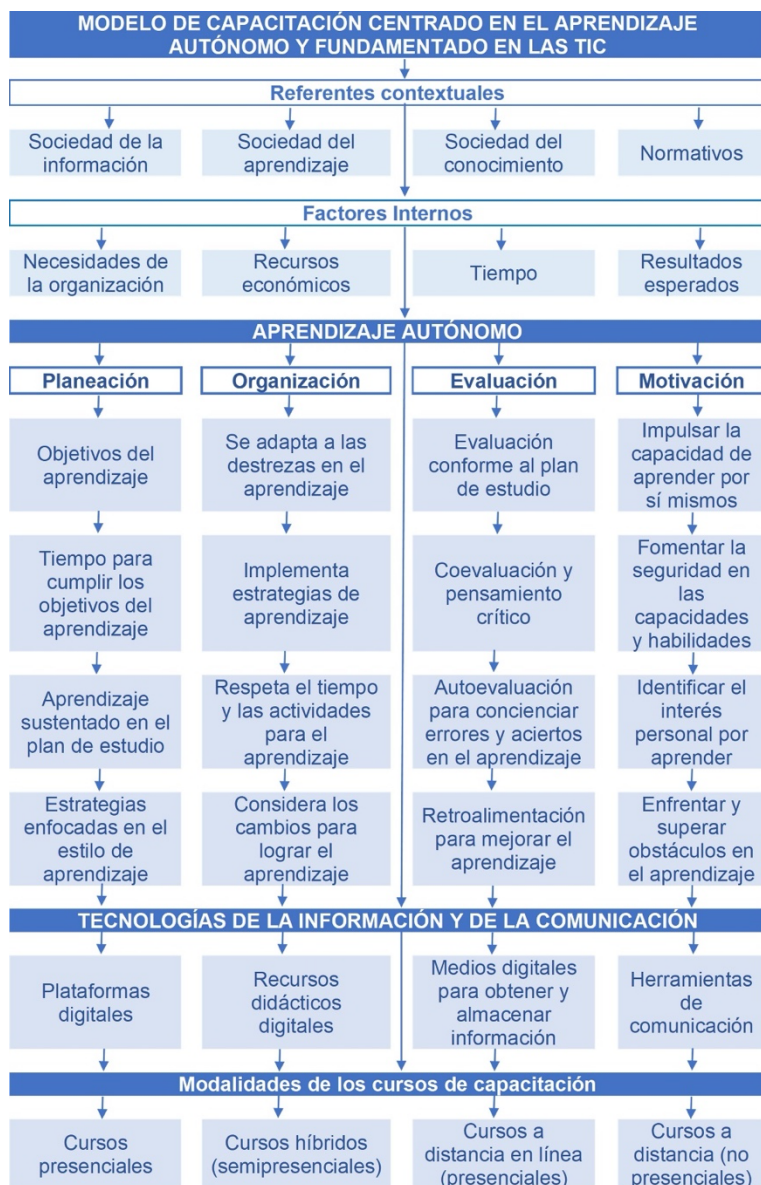 MODELO DE CAPACITACIÓN CENTRADO EN EL APRENDIZAJE
AUTÓNOMO Y FUNDAMENTADO EN LAS TIC
Referentes contextuales
Sociedad de la
información
Sociedad del
aprendizaje
Sociedad del
conocimiento
Normativos
Factores Internos
Necesidades de
la organización
Recursos
económicos
Tiempo
Resultados
esperados
APRENDIZAJE AUTÓNOMO
Planeación
Organización
Evaluación
Motivación
Objetivos del
aprendizaje
Se adapta a las
destrezas en el
aprendizaje
Evaluación
conforme al plan
de estudio
Impulsar la
capacidad de
aprender por
sí mismos
Tiempo para
cumplir los
objetivos del
aprendizaje
Implementa
estrategias de
aprendizaje
Coevaluación y
pensamiento
crítico
Fomentar la
seguridad en
las
capacidades
y habilidades
Aprendizaje
sustentado en el
plan de estudio
Respeta el tiempo
y las actividades
para el
aprendizaje
Autoevaluación
para concienciar
errores y aciertos
en el aprendizaje
Identificar el
interés
personal por
aprender
Estrategias
enfocadas en el
estilo de
aprendizaje
Considera los
cambios para
lograr el
aprendizaje
Retroalimentación
para mejorar el
aprendizaje
Enfrentar y
superar
obstáculos en
el aprendizaje
TECNOLOGÍAS DE LA INFORMACIÓN Y DE LA COMUNICACIÓN
Plataformas
digitales
Recursos
didácticos
digitales
Medios digitales
para obtener y
almacenar
información
Herramientas
de
comunicación
Modalidades de los cursos de capacitación
Cursos
presenciales
Cursos híbridos
(semipresenciales)
Cursos a
distancia en línea
(presenciales)
Cursos a
distancia (no
presenciales)